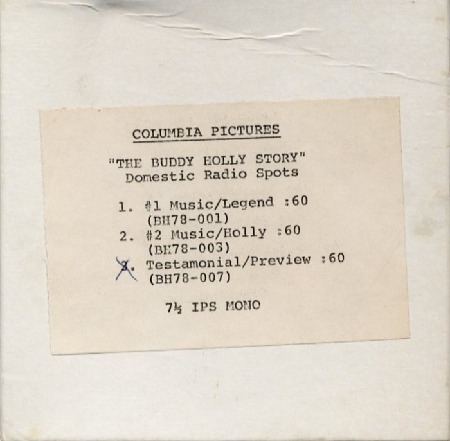 COLUMBIA PICTURES
"THE BUDDY HOLLY STORY"
Domestic Radio Spots
1. #1 Music/Legend :60
(BH78-001)
2. #2 Music/Holly :60
(BH78-003)
3. Testamonial/Preview :60
(BH78-007)
7½ IPS MONO